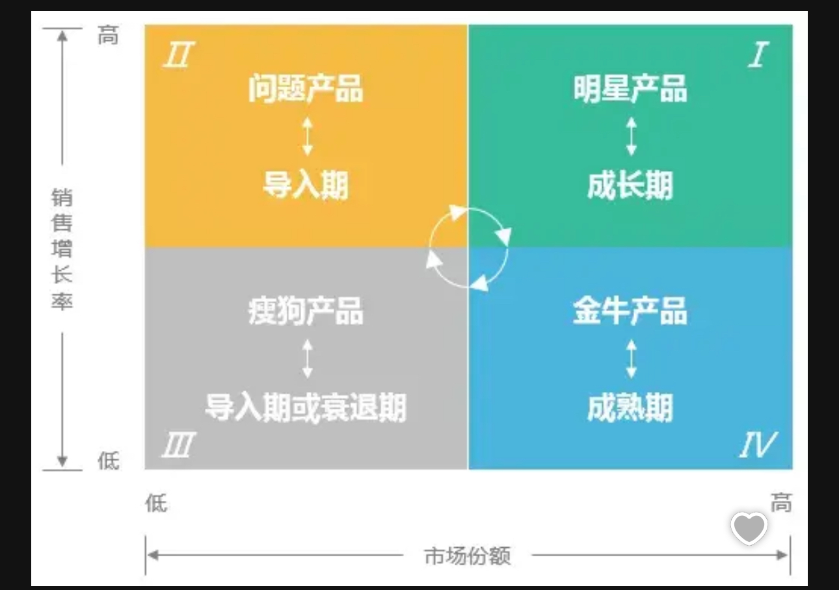 高
II
问题产品
导入期
I
明星产品
成长期
销售增长率
瘦狗产品
导入期或衰退期
III
金牛产品
成熟期
IV
低
低
高
市场份额